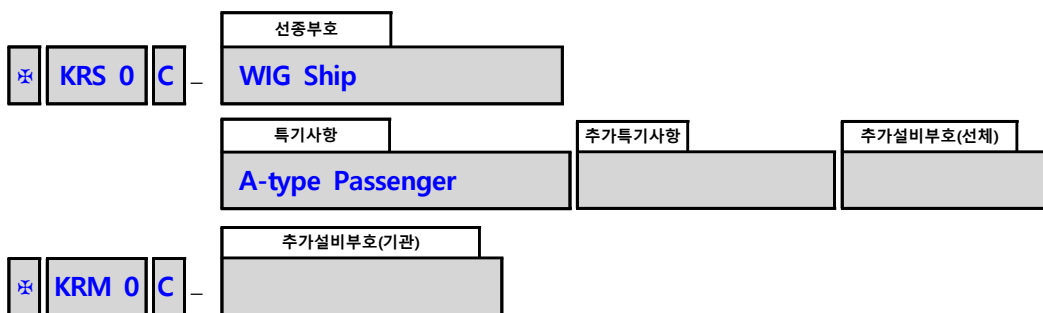 선종부호
✠ KRS 0 C – WIG Ship
특기사항 추가특기사항 추가설비부호(선체)
A-type Passenger
추가설비부호(기관)
✠ KRM 0 C –